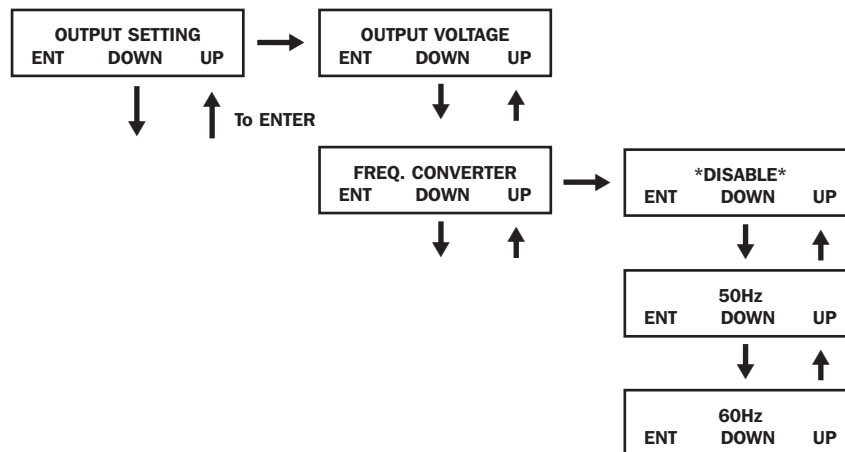 OUTPUT SETTING
ENT DOWN UP
OUTPUT VOLTAGE
ENT DOWN UP
To ENTER
FREQ. CONVERTER
ENT DOWN UP
*DISABLE*
ENT DOWN UP
50Hz
ENT DOWN UP
60Hz
ENT DOWN UP